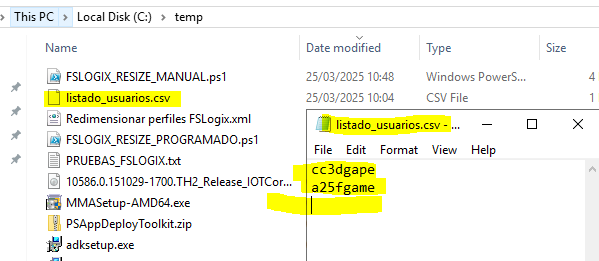 This PC > Local Disk (C:) > temp
Name Date modified Type Size
FSLOGIX_RESIZE_MANUAL.ps1 25/03/2025 10:48 Windows PowerS... 4
listado_usuarios.csv 25/03/2025 10:04 CSV File 1
Redimensionar perfiles FSLogix.xml
FSLOGIX_RESIZE_PROGRAMADO.ps1
PRUEBAS_FSLOGIX.txt
10586.0.151029-1700.TH2_Release_IOTCor...
MMASetup-AMD64.exe
PSAppDeployToolkit.zip
adksetup.exe
listado_usuarios.csv - ...
File Edit Format View Help
cc3dgape
a25fgame